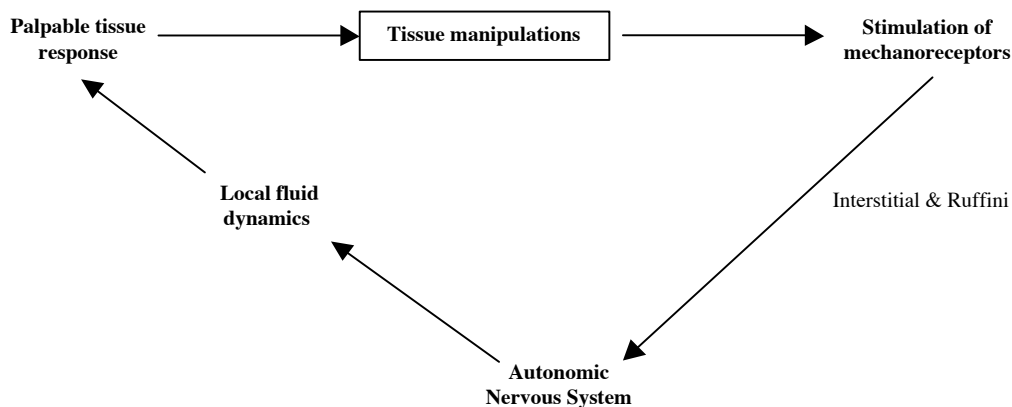 Palpable tissue
response
Tissue manipulations
Stimulation of
mechanoreceptors
Interstitial & Ruffini
Local fluid
dynamics
Autonomic
Nervous System